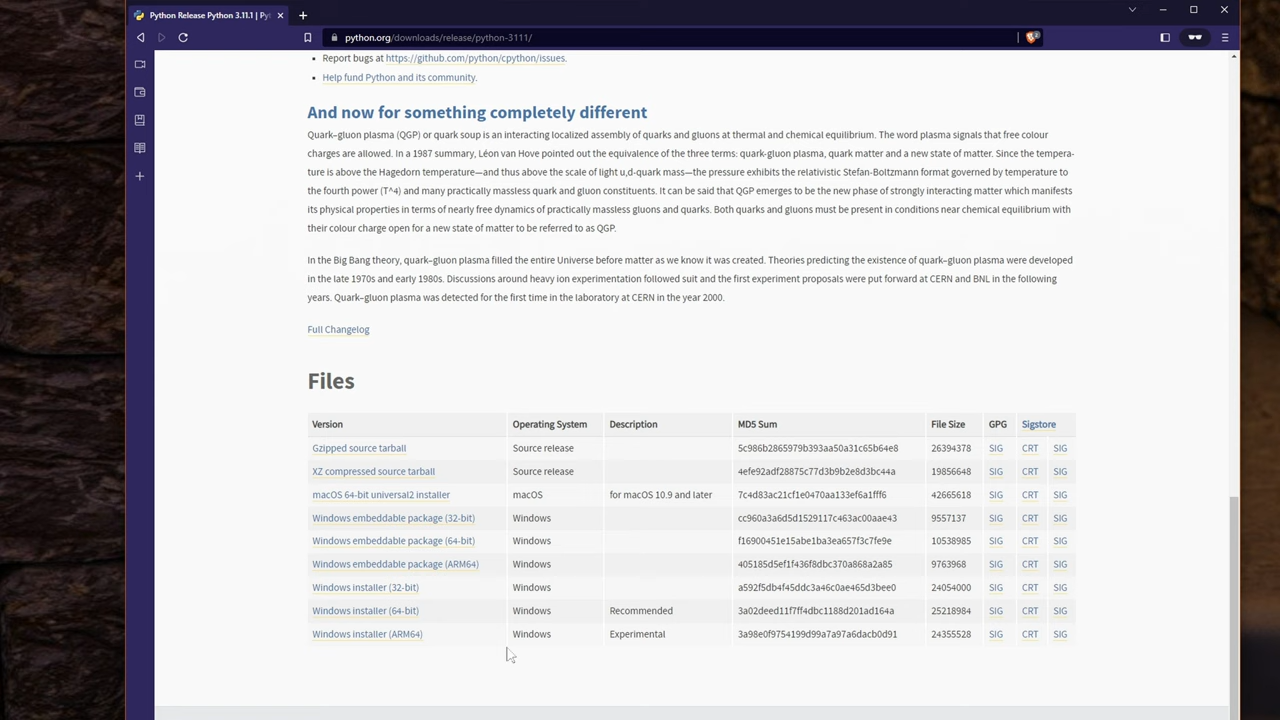 Python Release Python 3.11.1 | Py
python.org/downloads/release/python-3111/
Report bugs at https://github.com/python/cpython/issues.
Help fund Python and its community.
And now for something completely different
Quark–gluon plasma (QGP) or quark soup is an interacting localized assembly of quarks and gluons at thermal and chemical equilibrium. The word plasma signals that free colour
charges are allowed. In a 1987 summary, Léon van Hove pointed out the equivalence of the three terms: quark-gluon plasma, quark matter and a new state of matter. Since the tempera-
ture is above the Hagedorn temperature—and thus above the scale of light u,d-quark mass—the pressure exhibits the relativistic Stefan-Boltzmann format governed by temperature to
the fourth power (T^4) and many practically massless quark and gluon constituents. It can be said that QGP emerges to be the new phase of strongly interacting matter which manifests
its physical properties in terms of nearly free dynamics of practically massless gluons and quarks. Both quarks and gluons must be present in conditions near chemical equilibrium with
their colour charge open for a new state of matter to be referred to as QGP.
In the Big Bang theory, quark–gluon plasma filled the entire Universe before matter as we know it was created. Theories predicting the existence of quark–gluon plasma were developed
in the late 1970s and early 1980s. Discussions around heavy ion experimentation followed suit and the first experiment proposals were put forward at CERN and BNL in the following
years. Quark–gluon plasma was detected for the first time in the laboratory at CERN in the year 2000.
Full Changelog
Files
Version Operating System Description MD5 Sum File Size GPG Sigstore
Gzipped source tarball Source release 5c986b2865979b393aa50a31c65b64e8 26394378 SIG CRT SIG
XZ compressed source tarball Source release 4efe92adf28875c77d3b9b2e8d3bc44a 19856648 SIG CRT SIG
macOS 64-bit universal2 installer macOS for macOS 10.9 and later 7c4d83ac21cf1e0470aa133ef6a1fff6 42665618 SIG CRT SIG
Windows embeddable package (32-bit) Windows cc960a3a6d5d1529117c463ac00aae43 9557137 SIG CRT SIG
Windows embeddable package (64-bit) Windows f16900451e15abe1ba3ea657f3c7fe9e 10538985 SIG CRT SIG
Windows embeddable package (ARM64) Windows 405185d5ef1f436f8dbc370a868a2a85 9763968 SIG CRT SIG
Windows installer (32-bit) Windows a592f5db4f45ddc3a46c0ae465d3bee0 24054000 SIG CRT SIG
Windows installer (64-bit) Windows Recommended 3a02deed11f7ff4dbc1188d201ad164a 25218984 SIG CRT SIG
Windows installer (ARM64) Windows Experimental 3a98e0f9754199d99a7a97a6dacb0d91 24355528 SIG CRT SIG